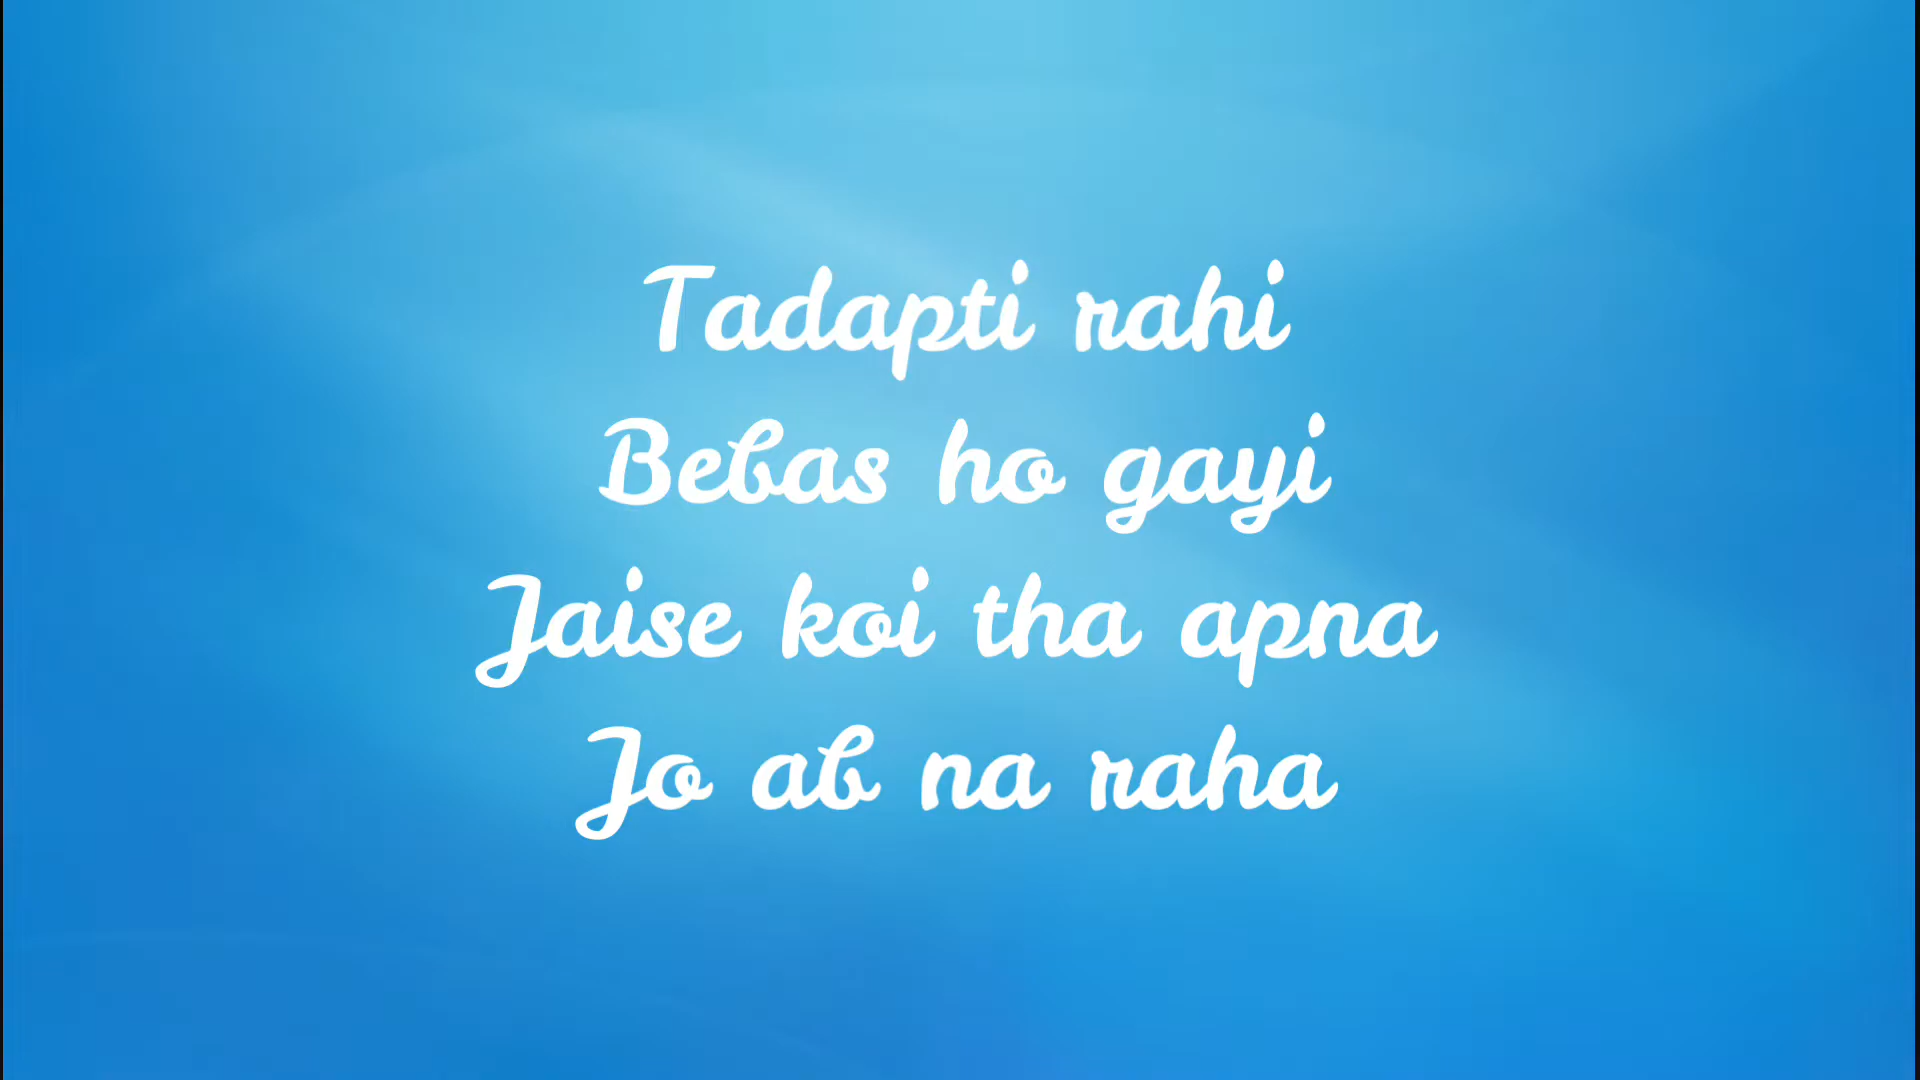 Tadapti rahi
Bebas ho gayi
Jaise koi tha apna
Jo ab na raha